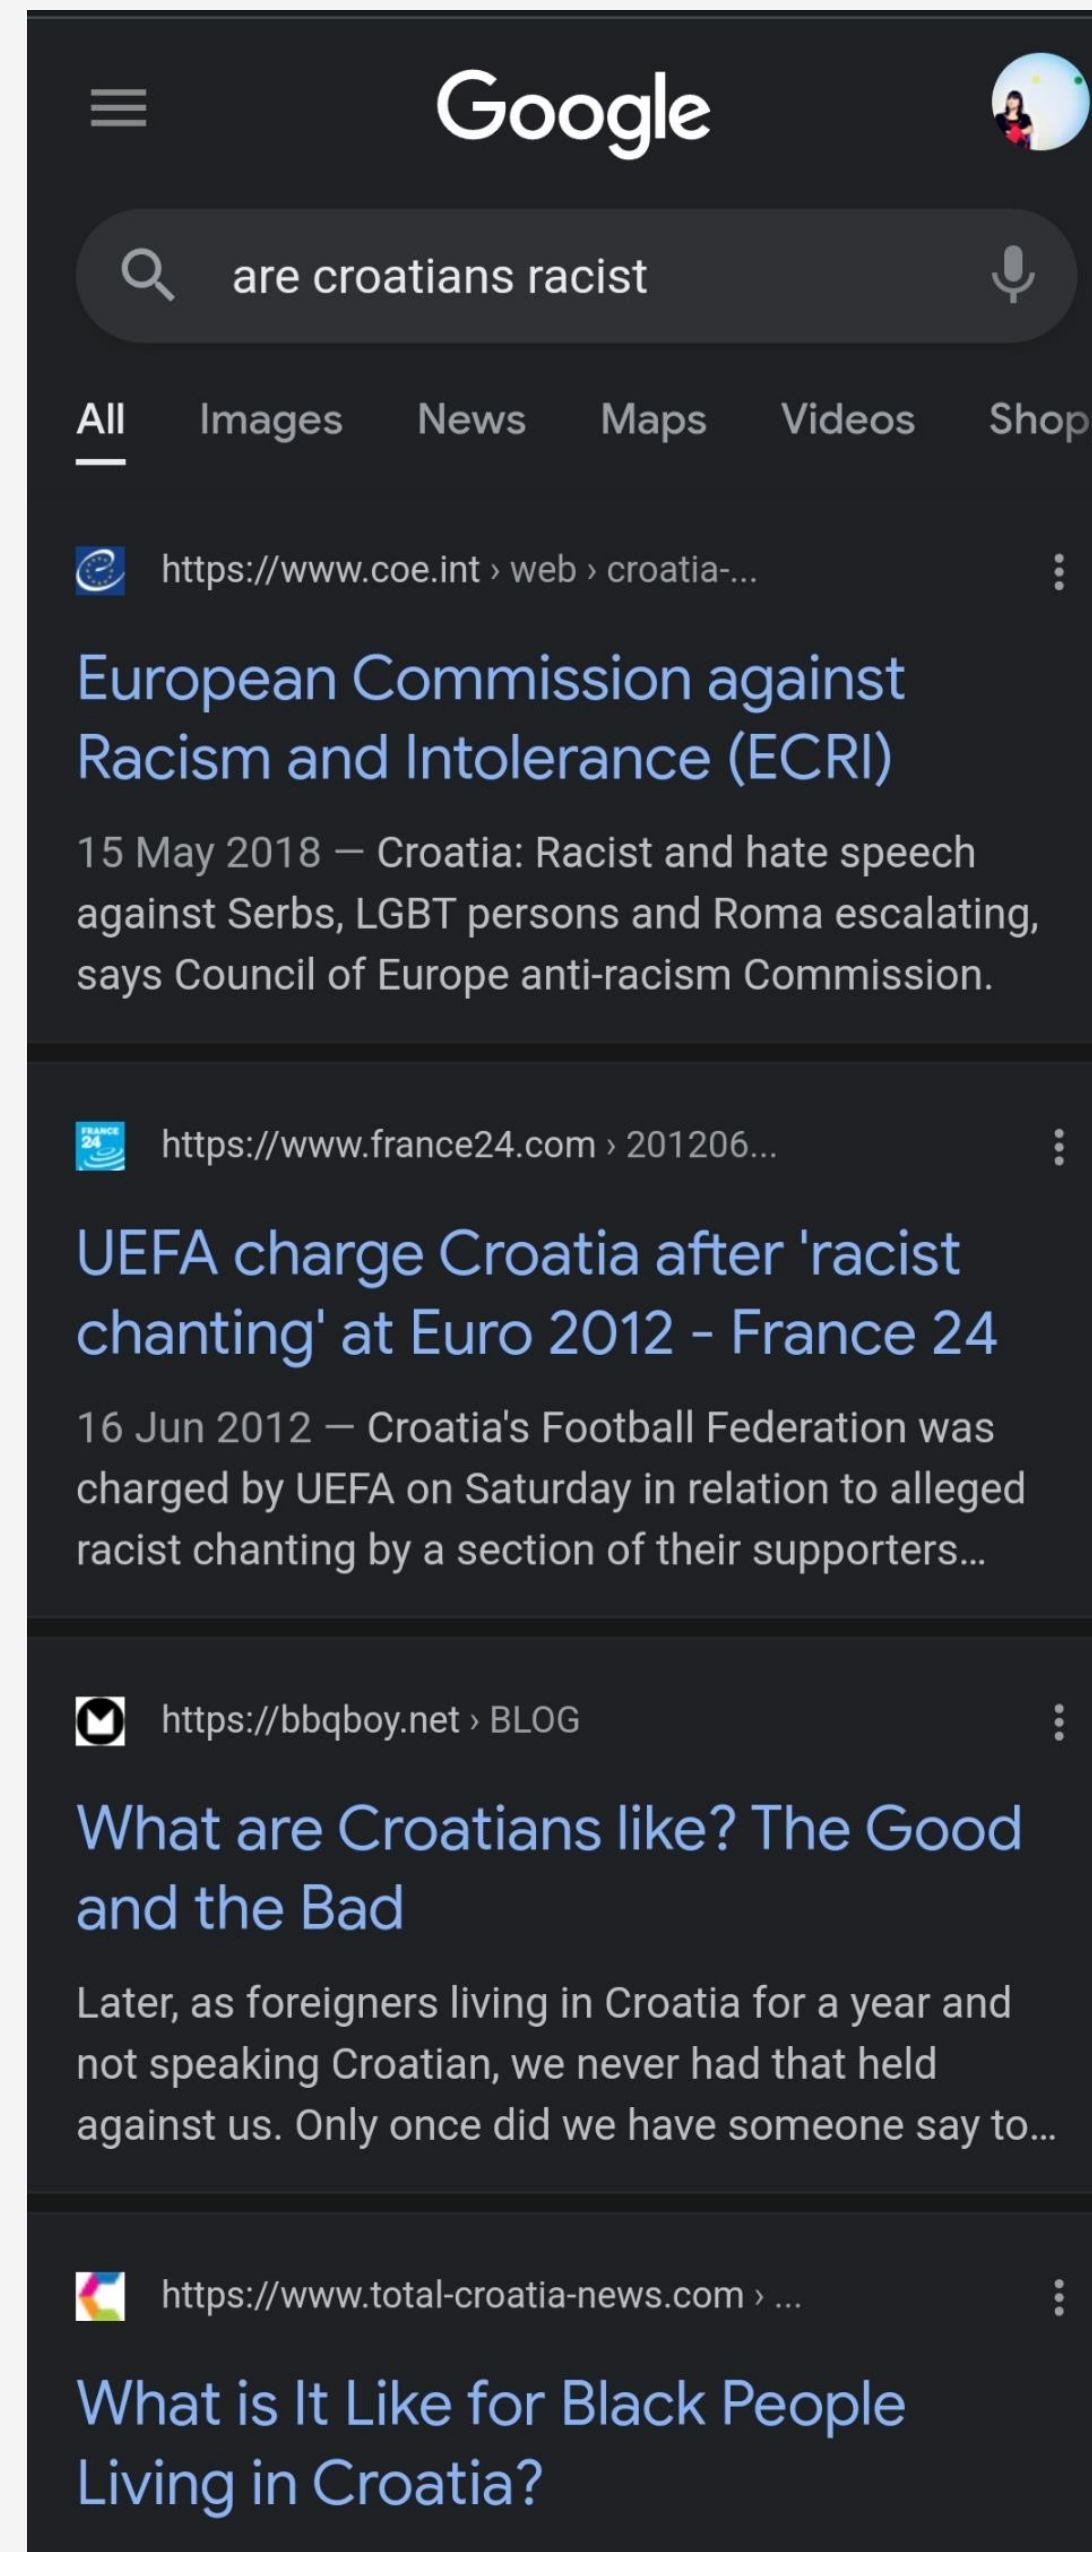 Google
are croatians racist
All Images News Maps Videos Shop
https://www.coe.int › web › croatia-...
European Commission against
Racism and Intolerance (ECRI)
15 May 2018 — Croatia: Racist and hate speech
against Serbs, LGBT persons and Roma escalating,
says Council of Europe anti-racism Commission.
FRANCE
24
https://www.france24.com › 201206...
UEFA charge Croatia after 'racist
chanting' at Euro 2012 - France 24
16 Jun 2012 — Croatia's Football Federation was
charged by UEFA on Saturday in relation to alleged
racist chanting by a section of their supporters...
https://bbqboy.net › BLOG
What are Croatians like? The Good
and the Bad
Later, as foreigners living in Croatia for a year and
not speaking Croatian, we never had that held
against us. Only once did we have someone say to...
https://www.total-croatia-news.com › ...
What is It Like for Black People
Living in Croatia?